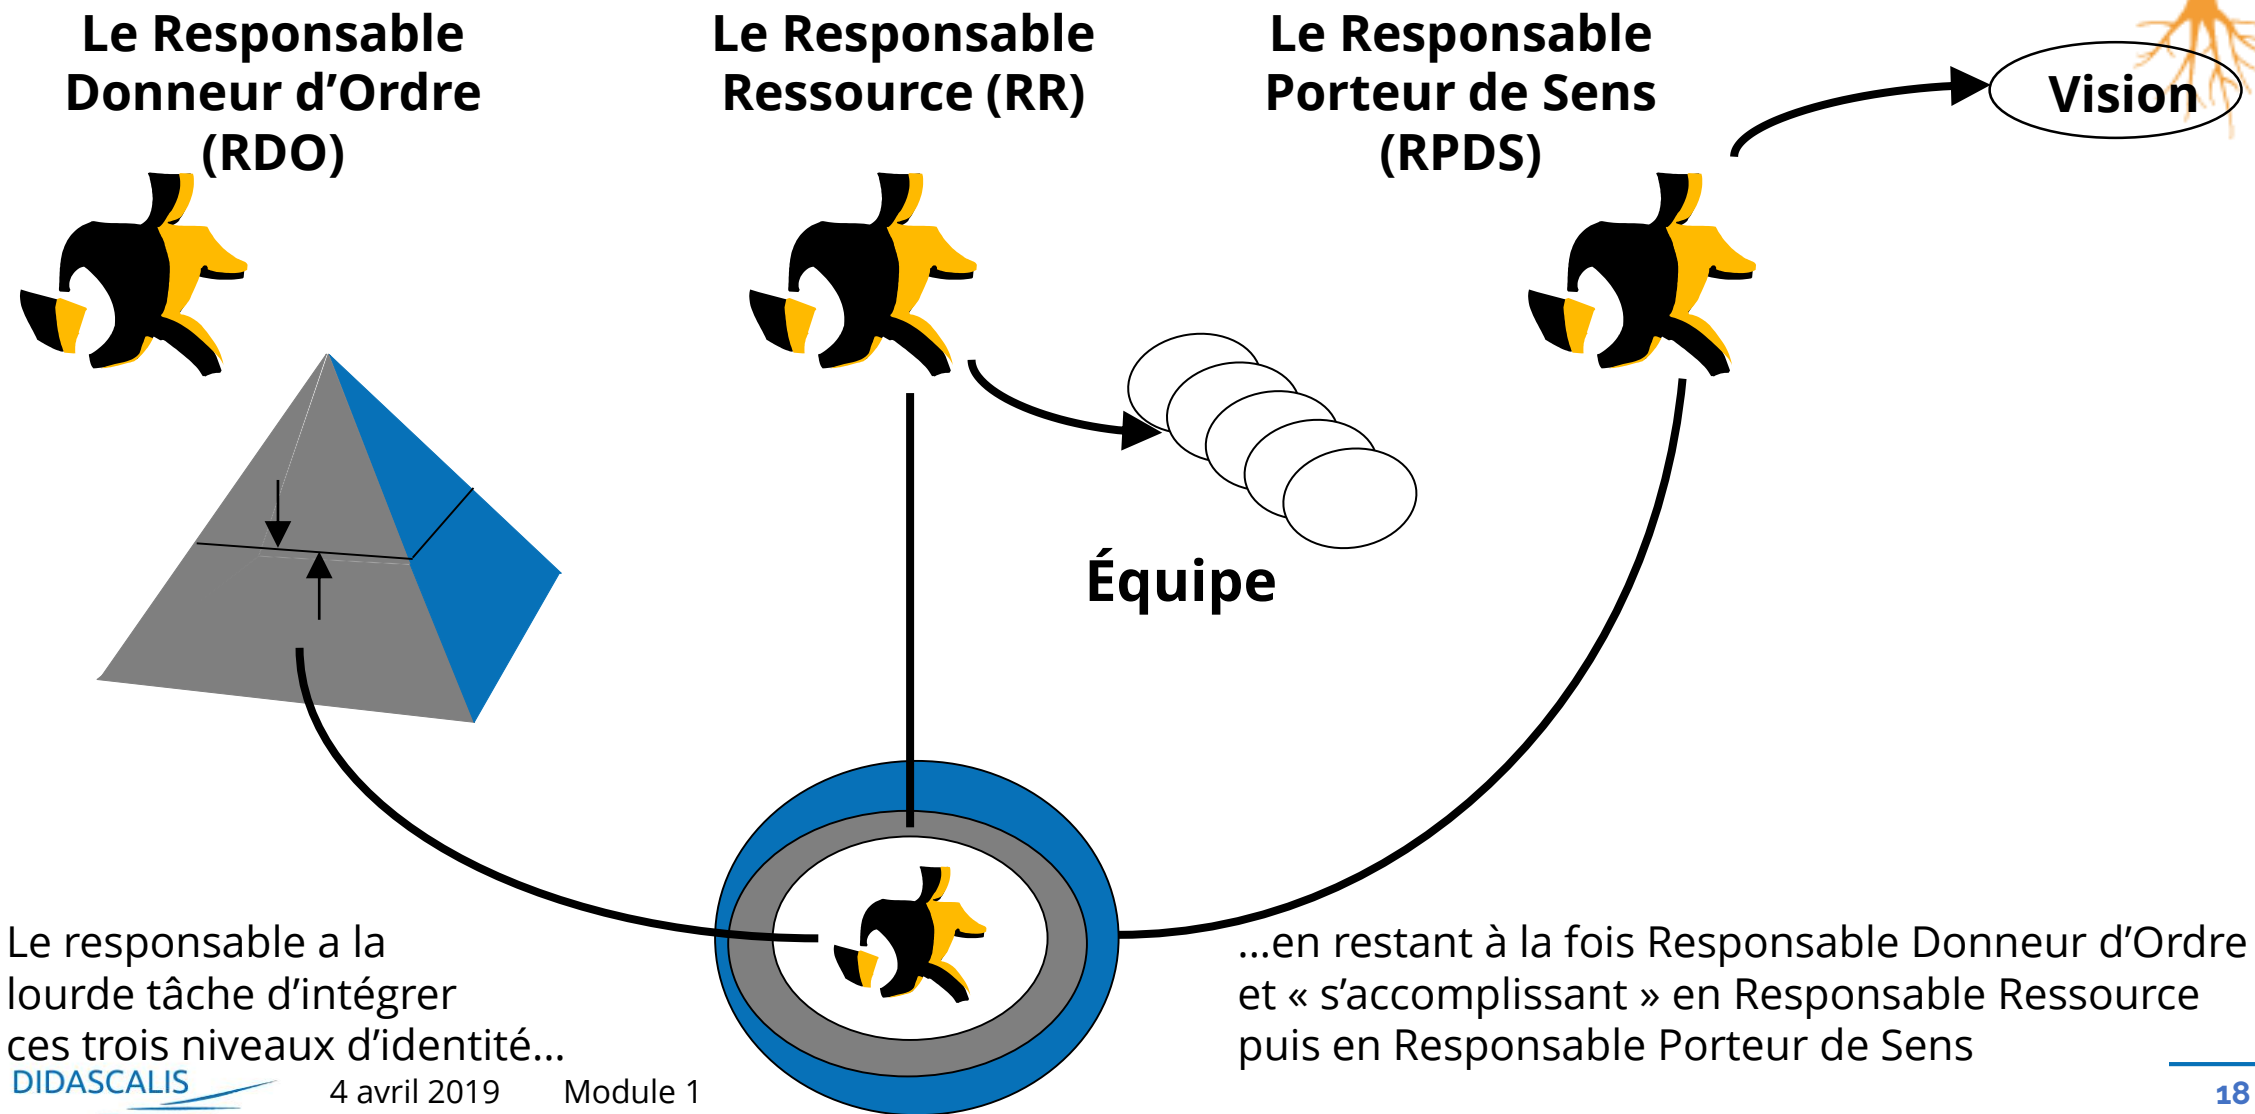 Le Responsable
Donneur d’Ordre
(RDO)
Le Responsable
Ressource (RR)
Le Responsable
Porteur de Sens
(RPDS)
Vision
Équipe
Le responsable a la
lourde tâche d’intégrer
ces trois niveaux d’identité…
…en restant à la fois Responsable Donneur d’Ordre
et « s’accomplissant » en Responsable Ressource
puis en Responsable Porteur de Sens
DIDASCALIS
4 avril 2019
Module 1
18